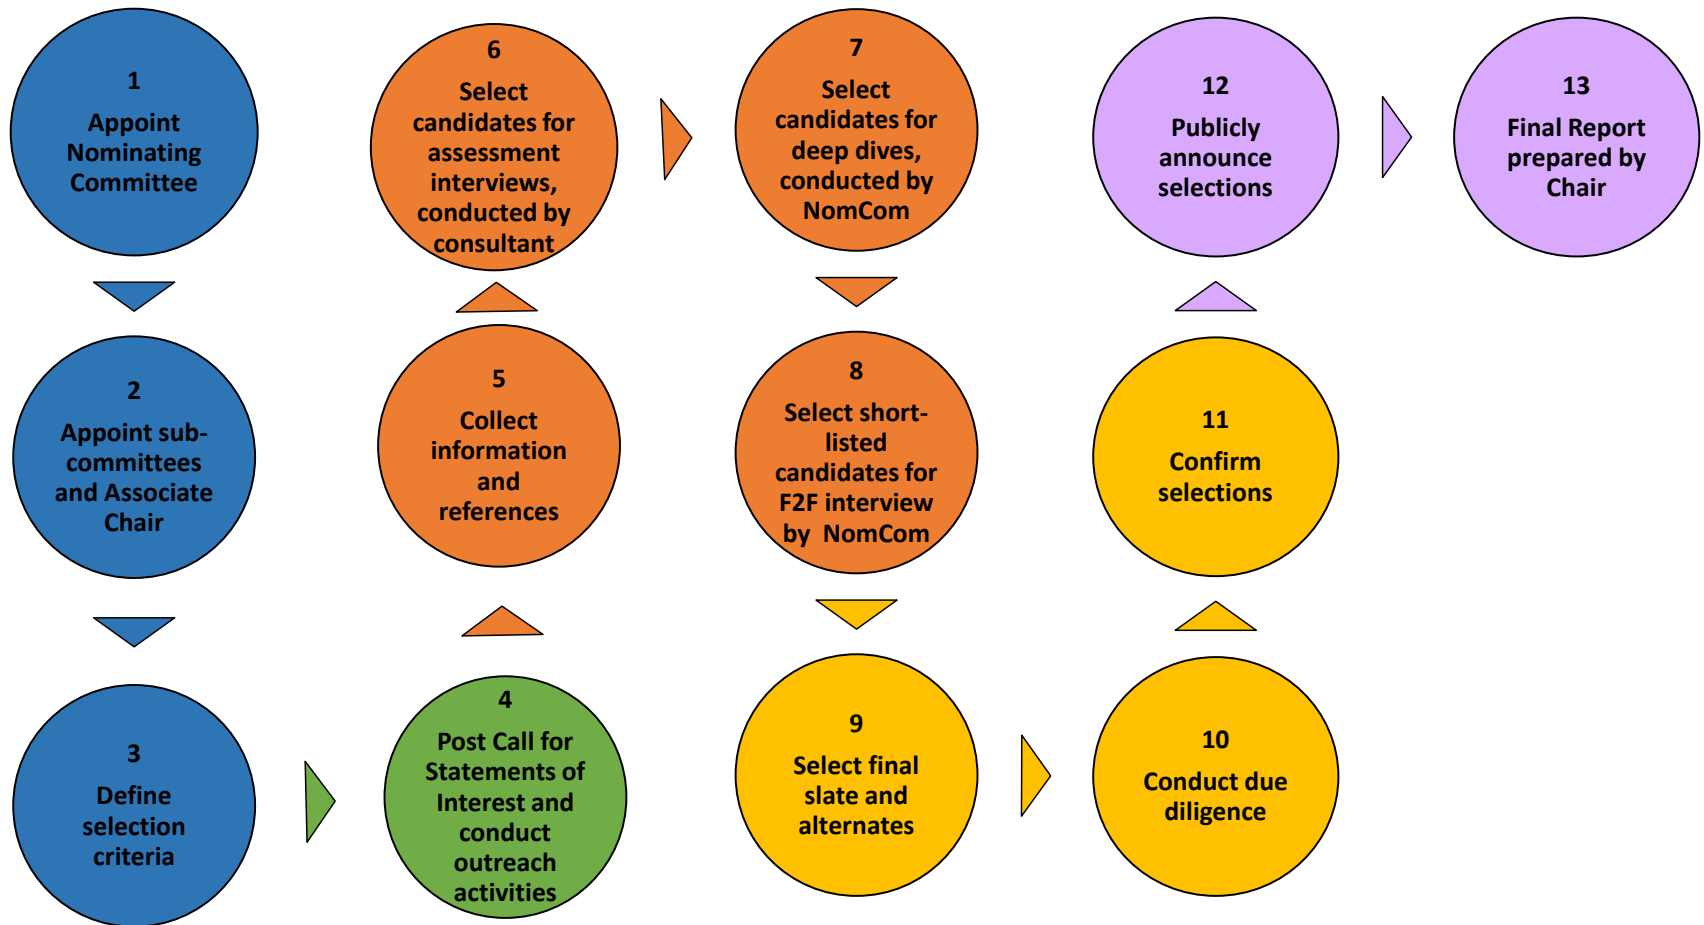 1
Appoint
Nominating
Committee
2
Appoint sub-
committees
and Associate
Chair
3
Define
selection
criteria
4
Post Call for
Statements of
Interest and
conduct
outreach
activities
5
Collect
information
and
references
6
Select
candidates for
assessment
interviews,
conducted by
consultant
7
Select
candidates for
deep dives,
conducted by
NomCom
8
Select short-
listed
candidates for
F2F interview
by NomCom
9
Select final
slate and
alternates
10
Conduct due
diligence
11
Confirm
selections
12
Publicly
announce
selections
13
Final Report
prepared by
Chair